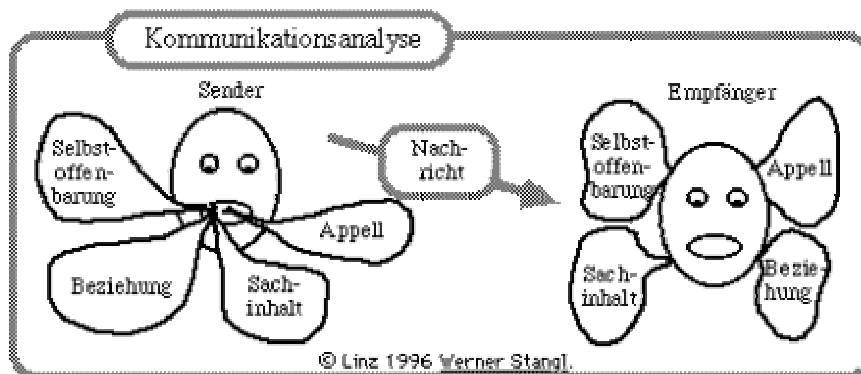 Kommunikationsanalyse
Sender
Empfänger
Selbst-
offen-
barung
Nach-
richt
Selbst-
offen-
barung
Appell
Appell
Beziehung
Sach-
inhalt
Sach-
inhalt
Bezie-
hung
© Linz 1996 Werner Stangl.